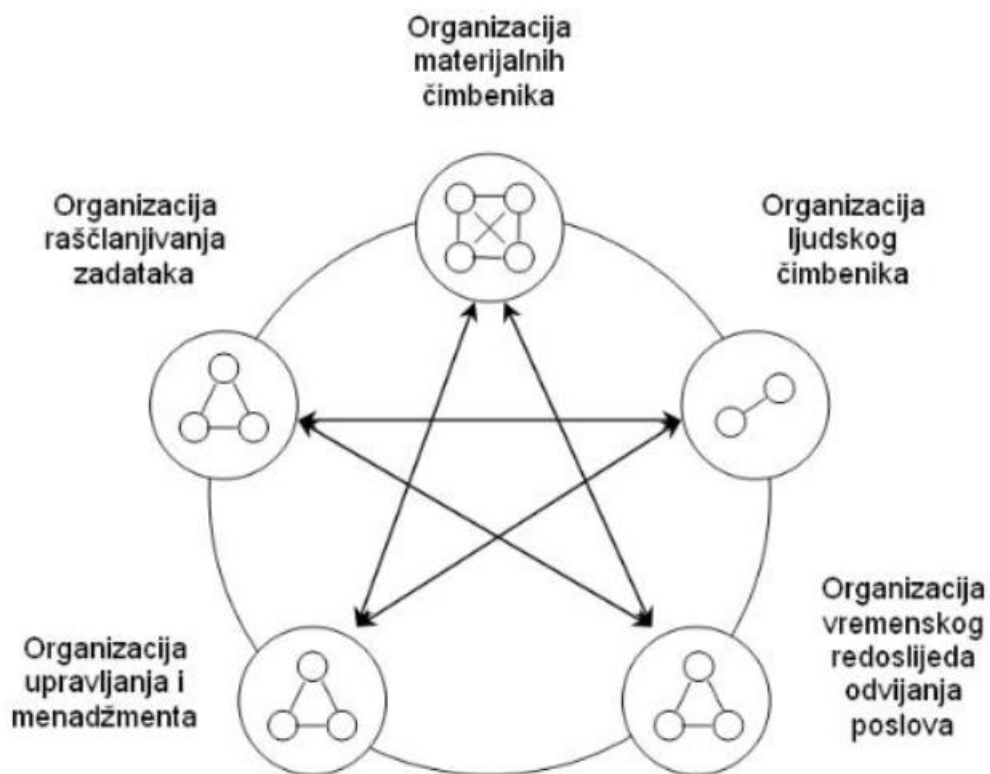 Organizacija
materijalnih
čimbenika
Organizacija
raščlanjivanja
zadataka
Organizacija
ljudskog
čimbenika
Organizacija
upravljanja i
menadžmenta
Organizacija
vremenskog
redoslijeda
odvijanja
poslova